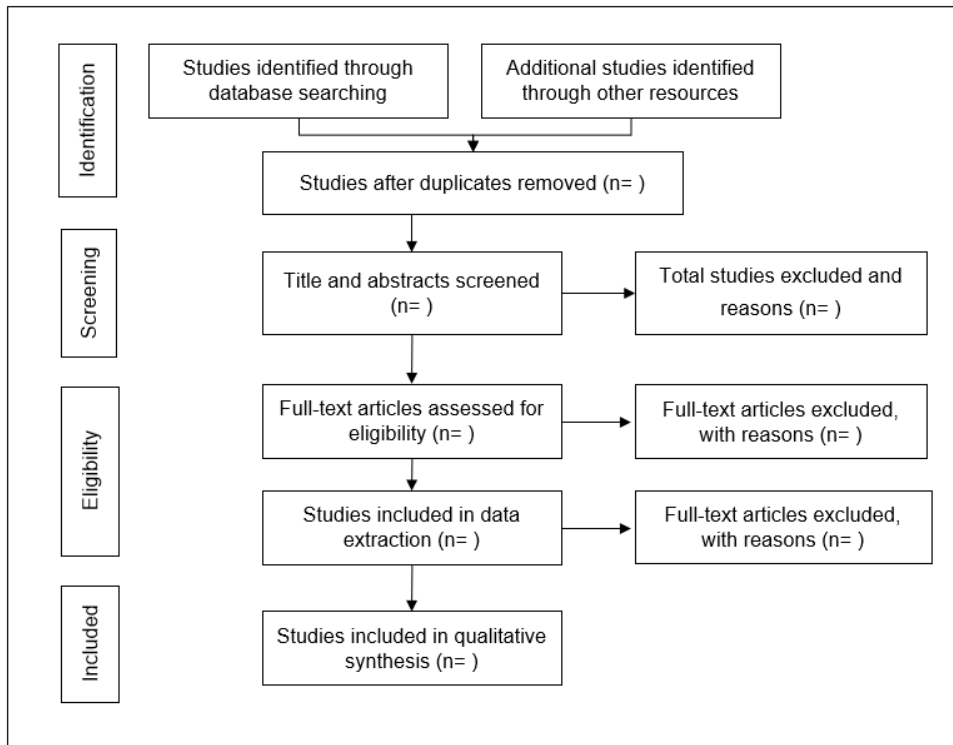 Identification
Studies identified through
database searching
Additional studies identified
through other resources
Studies after duplicates removed (n= )
Screening
Title and abstracts screened
(n= )
Total studies excluded and
reasons (n= )
Eligibility
Full-text articles assessed for
eligibility (n= )
Full-text articles excluded,
with reasons (n= )
Studies included in data
extraction (n= )
Full-text articles excluded,
with reasons (n= )
Included
Studies included in qualitative
synthesis (n= )